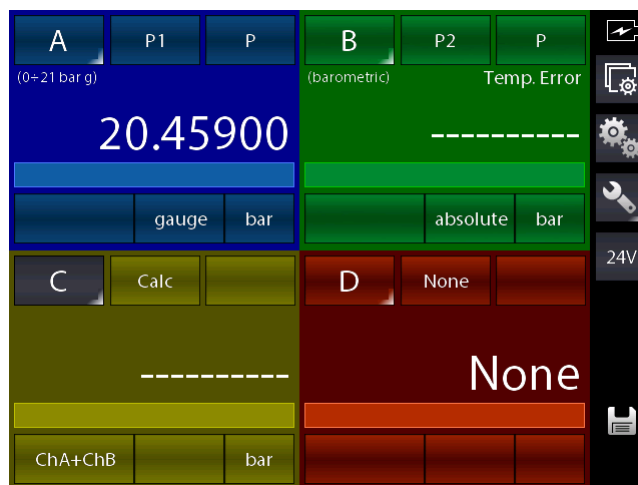 A P1 P
(0÷21 bar g)
20.45900
gauge bar
B P2 P
(barometric) Temp. Error
----------
absolute bar
C Calc
----------
ChA+ChB bar
D None
None
24V